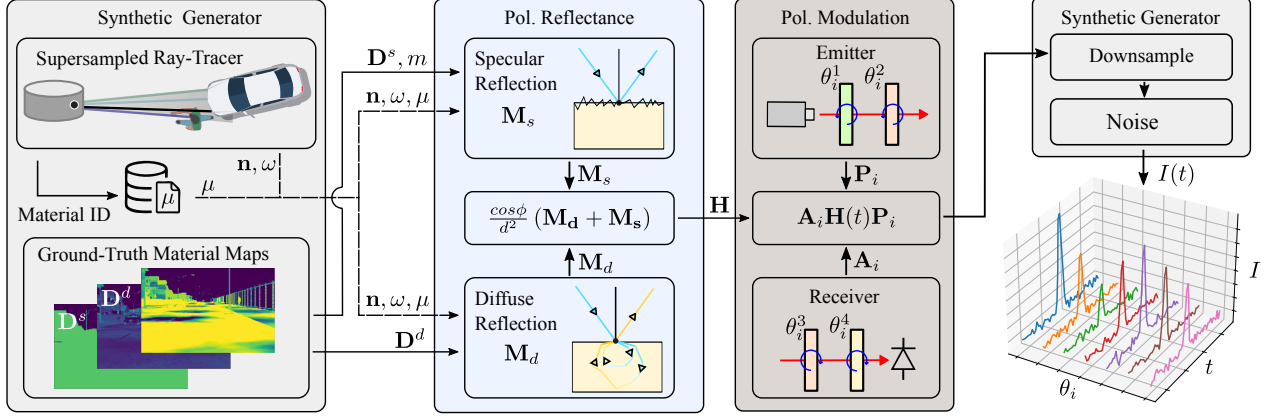 Synthetic Generator
Supersampled Ray-Tracer
n, ω
μ
μ
Material ID
Ground-Truth Material Maps
D^s
D^d
D^s, m
n, ω, μ
n, ω, μ
D^d
Pol. Reflectance
Specular
Reflection
M_s
M_s
cosφ/d² (M_d + M_s)
M_d
Diffuse
Reflection
M_d
H
Pol. Modulation
Emitter
θ_i^1 θ_i^2
P_i
A_i H(t) P_i
A_i
Receiver
θ_i^3 θ_i^4
Synthetic Generator
Downsample
Noise
I(t)
I
t
θ_i